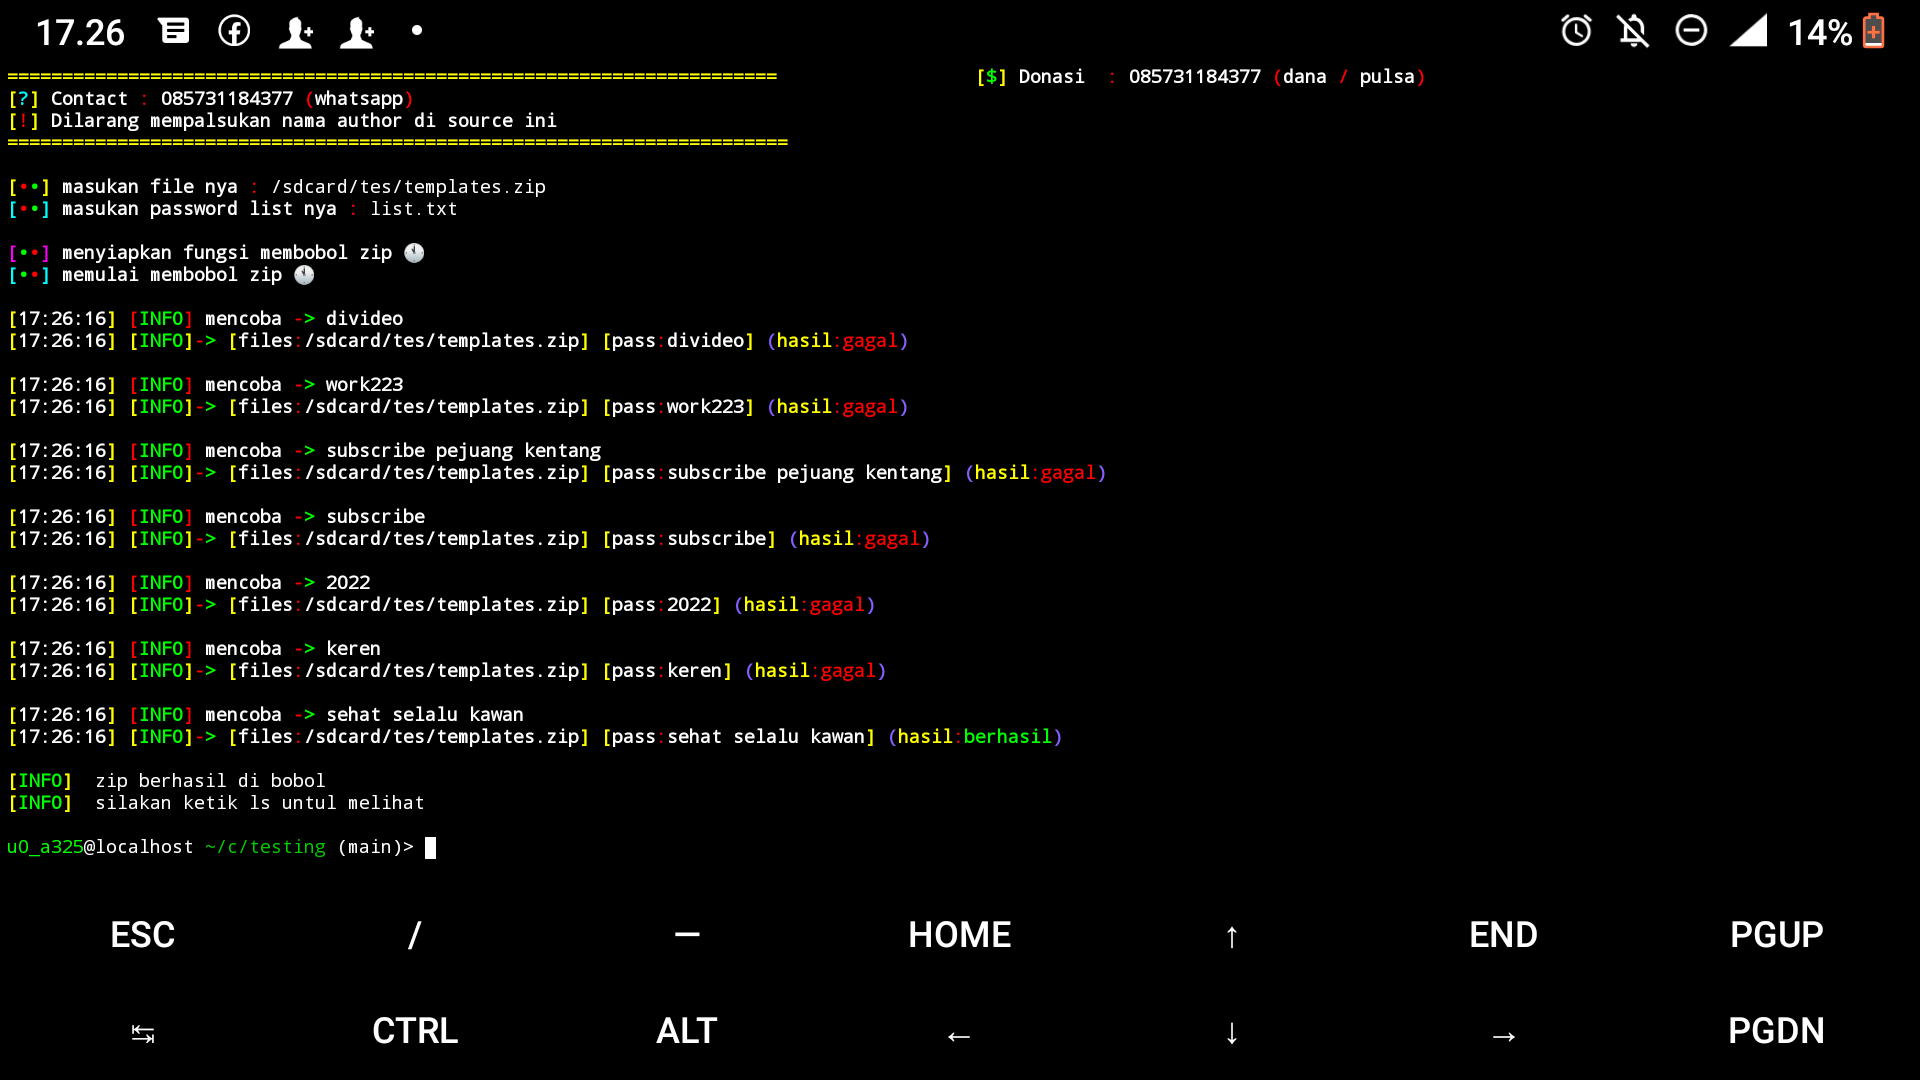 17.26 14%
====================================================================== [$] Donasi : 085731184377 (dana / pulsa)
[?] Contact : 085731184377 (whatsapp)
[!] Dilarang mempalsukan nama author di source ini
=======================================================================
[••] masukan file nya : /sdcard/tes/templates.zip
[••] masukan password list nya : list.txt
[••] menyiapkan fungsi membobol zip 🕚
[••] memulai membobol zip 🕚
[17:26:16] [INFO] mencoba -> divideo
[17:26:16] [INFO]-> [files:/sdcard/tes/templates.zip] [pass:divideo] (hasil:gagal)
[17:26:16] [INFO] mencoba -> work223
[17:26:16] [INFO]-> [files:/sdcard/tes/templates.zip] [pass:work223] (hasil:gagal)
[17:26:16] [INFO] mencoba -> subscribe pejuang kentang
[17:26:16] [INFO]-> [files:/sdcard/tes/templates.zip] [pass:subscribe pejuang kentang] (hasil:gagal)
[17:26:16] [INFO] mencoba -> subscribe
[17:26:16] [INFO]-> [files:/sdcard/tes/templates.zip] [pass:subscribe] (hasil:gagal)
[17:26:16] [INFO] mencoba -> 2022
[17:26:16] [INFO]-> [files:/sdcard/tes/templates.zip] [pass:2022] (hasil:gagal)
[17:26:16] [INFO] mencoba -> keren
[17:26:16] [INFO]-> [files:/sdcard/tes/templates.zip] [pass:keren] (hasil:gagal)
[17:26:16] [INFO] mencoba -> sehat selalu kawan
[17:26:16] [INFO]-> [files:/sdcard/tes/templates.zip] [pass:sehat selalu kawan] (hasil:berhasil)
[INFO] zip berhasil di bobol
[INFO] silakan ketik ls untul melihat
u0_a325@localhost ~/c/testing (main)>
ESC / — HOME ↑ END PGUP
↹ CTRL ALT ← ↓ → PGDN